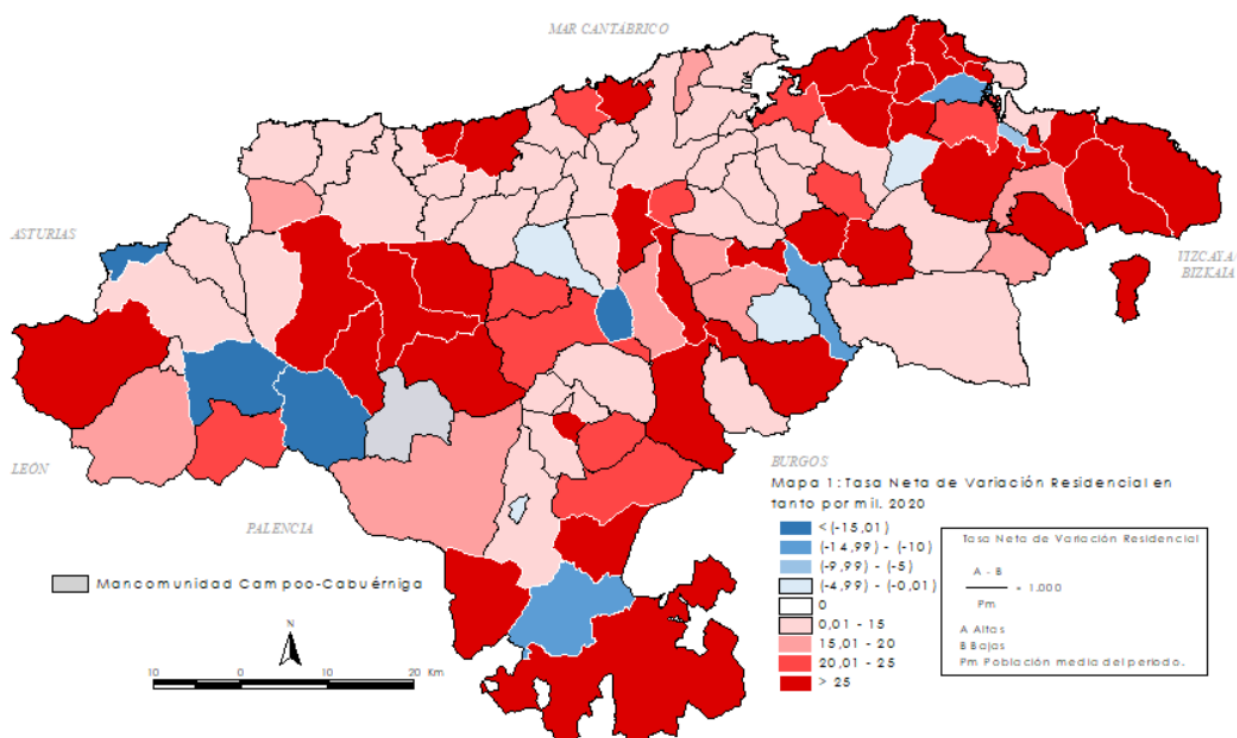 MAR CANTÁBRICO
ASTURIAS
VIZCAYA/
BIZKAIA
LEÓN
BURGOS
Mapa 1: Tasa Neta de Variación Residencial en
tanto por mil. 2020
PALENCIA
< (-15,01)
(-14,99) - (-10)
(-9,99) - (-5)
(-4,99) - (-0,01)
0
0,01 - 15
15,01 - 20
20,01 - 25
> 25
Tasa Neta de Variación Residencial
A - B
Pm
* 1.000
A Altas
B Bajas
Pm Población media del periodo.
Mancomunidad Campoo-Cabuérniga
N
10 0 10 20 Km